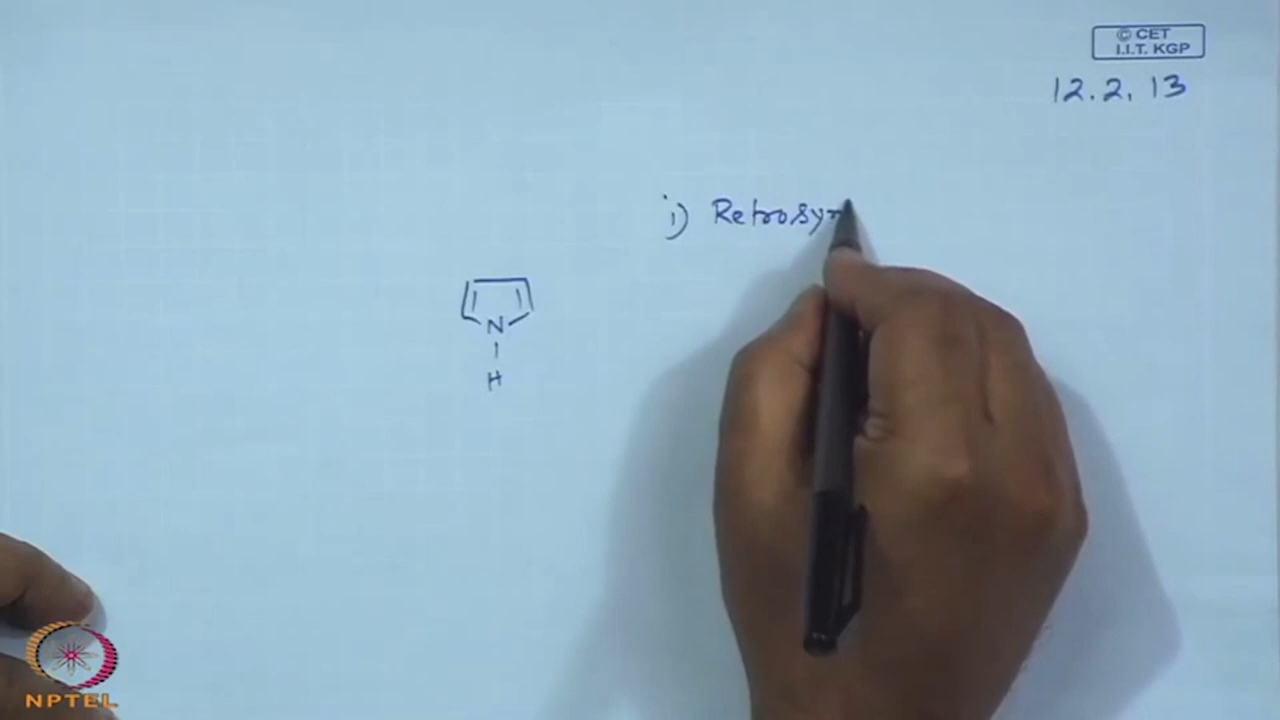 © CET
I.I.T. KGP
12.2.13
i) Retrosyn
N
H
NPTEL